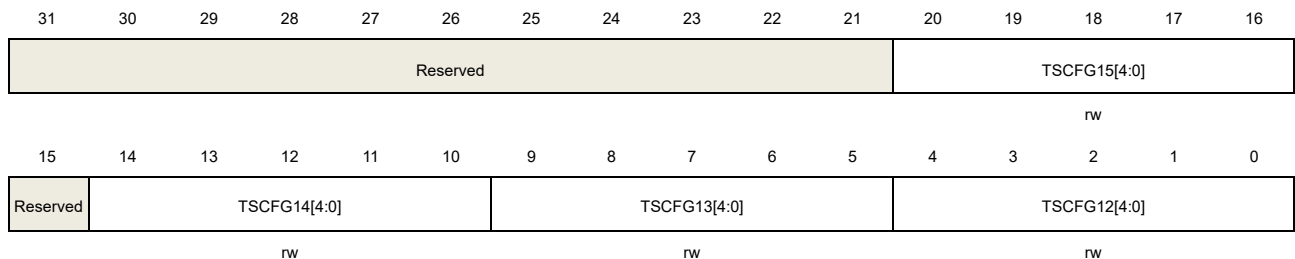 31 30 29 28 27 26 25 24 23 22 21 20 19 18 17 16
Reserved TSCFG15[4:0]
rw
15 14 13 12 11 10 9 8 7 6 5 4 3 2 1 0
Reserved TSCFG14[4:0] TSCFG13[4:0] TSCFG12[4:0]
rw rw rw